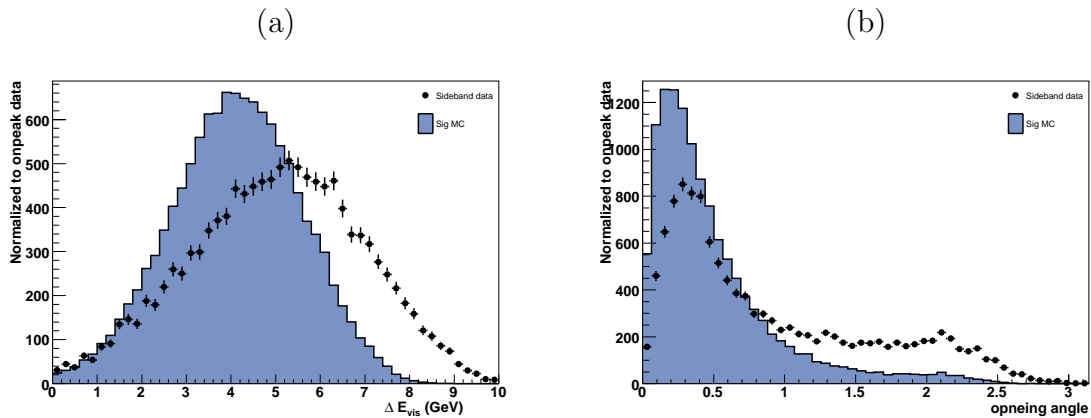 (a)
(b)
Normalized to onpeak data
600
500
400
300
200
100
0
0 1 2 3 4 5 6 7 8 9 10
Δ E_vis (GeV)
Sideband data
Sig MC
Normalized to onpeak data
1200
1000
800
600
400
200
0
0 0.5 1 1.5 2 2.5 3
opneing angle
Sideband data
Sig MC